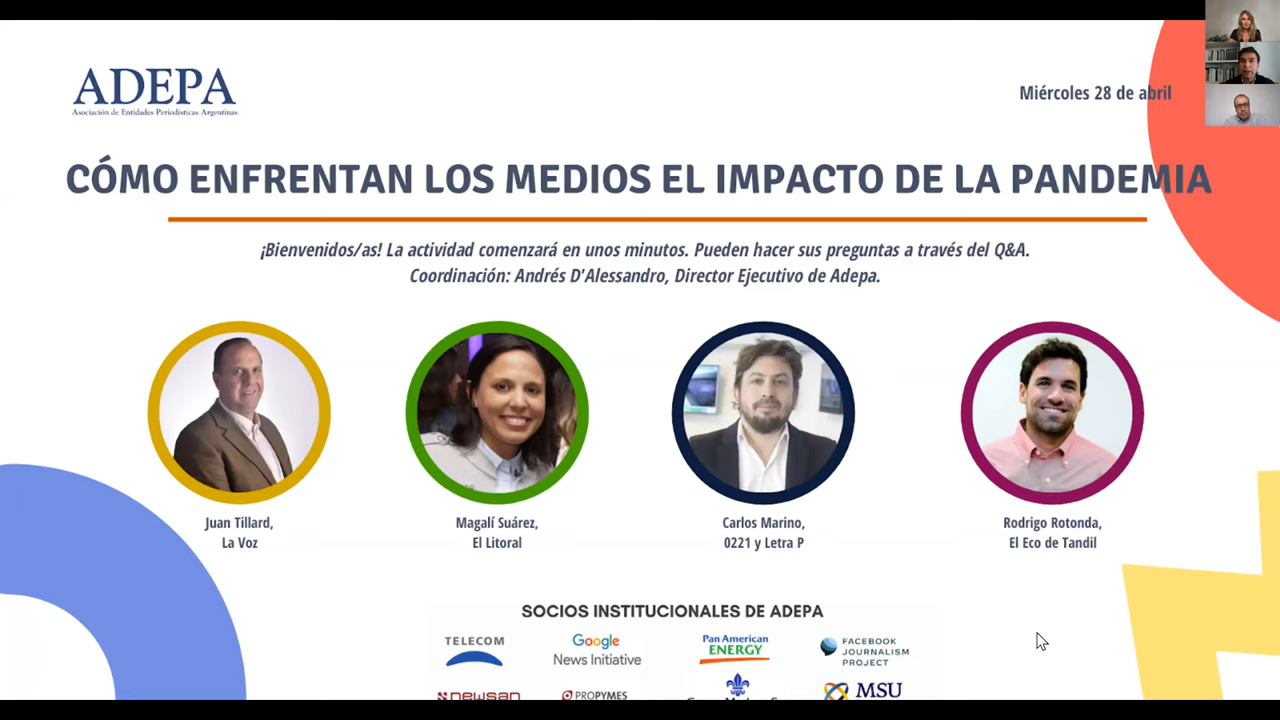 ADEPA
Asociación de Entidades Periodísticas Argentinas
Miércoles 28 de abril
CÓMO ENFRENTAN LOS MEDIOS EL IMPACTO DE LA PANDEMIA
¡Bienvenidos/as! La actividad comenzará en unos minutos. Pueden hacer sus preguntas a través del Q&A.
Coordinación: Andrés D'Alessandro, Director Ejecutivo de Adepa.
Juan Tillard,
La Voz
Magalí Suárez,
El Litoral
Carlos Marino,
0221 y Letra P
Rodrigo Rotonda,
El Eco de Tandil
SOCIOS INSTITUCIONALES DE ADEPA
TELECOM
Google
News Initiative
Pan American
ENERGY
FACEBOOK
JOURNALISM
PROJECT
newsan
PROPYMES
MSU